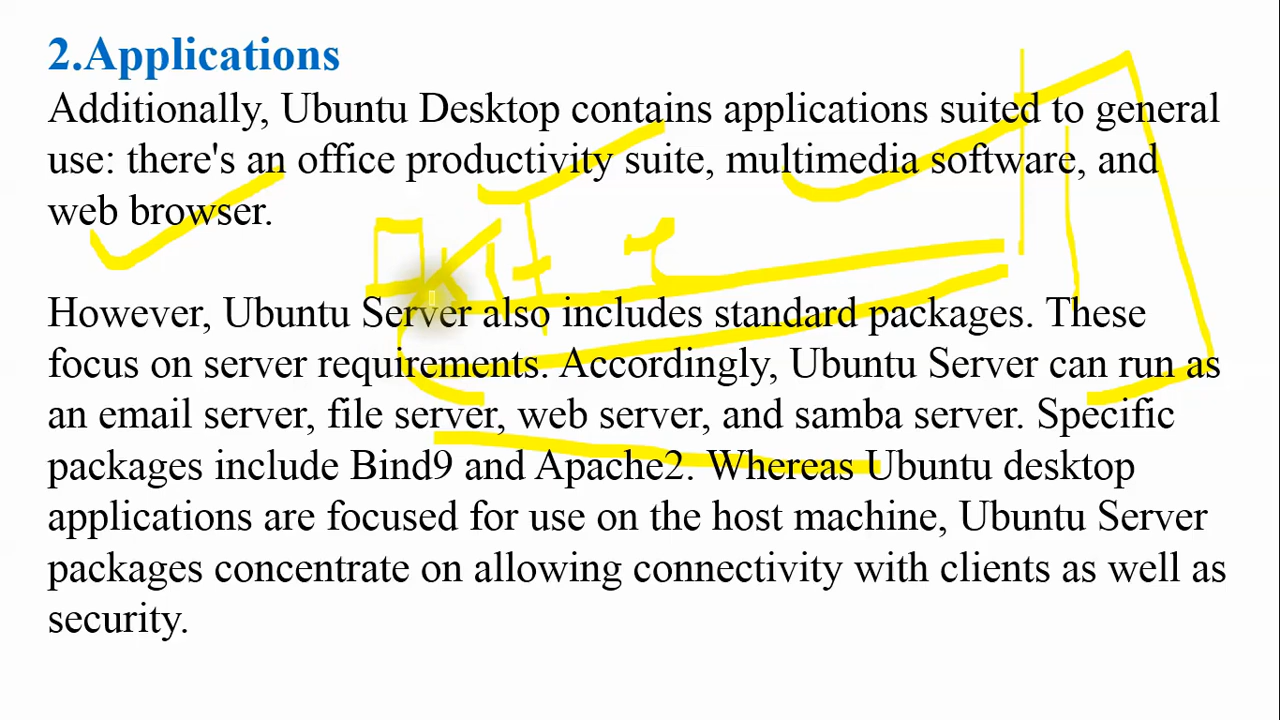 2.Applications
Additionally, Ubuntu Desktop contains applications suited to general
use: there's an office productivity suite, multimedia software, and
web browser.
However, Ubuntu Server also includes standard packages. These
focus on server requirements. Accordingly, Ubuntu Server can run as
an email server, file server, web server, and samba server. Specific
packages include Bind9 and Apache2. Whereas Ubuntu desktop
applications are focused for use on the host machine, Ubuntu Server
packages concentrate on allowing connectivity with clients as well as
security.